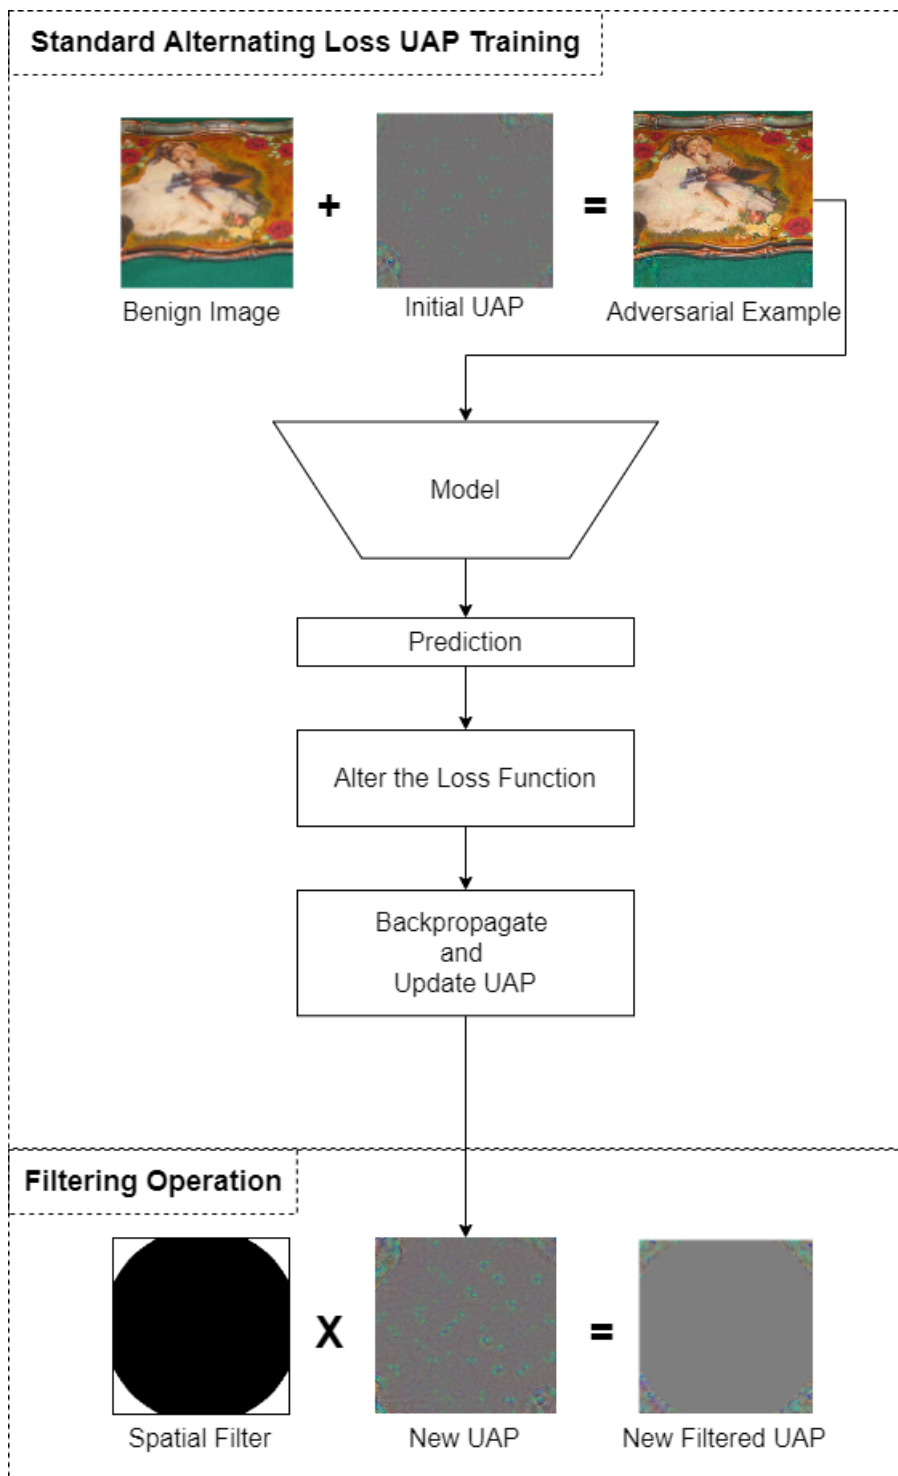 Standard Alternating Loss UAP Training
+
=
Benign Image
Initial UAP
Adversarial Example
Model
Prediction
Alter the Loss Function
Backpropagate
and
Update UAP
Filtering Operation
X
=
Spatial Filter
New UAP
New Filtered UAP